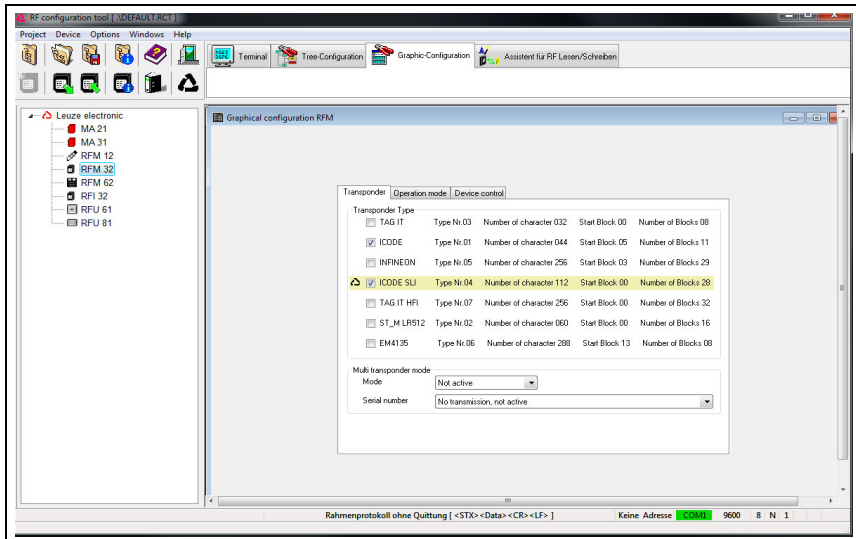 RF configuration tool [ .\DEFAULT.RCT ]
Project Device Options Windows Help
Terminal Tree-Configuration Graphic-Configuration Assistent für RF Lesen/Schreiben
Leuze electronic
MA 21
MA 31
RFM 12
RFM 32
RFM 62
RFI 32
RFU 61
RFU 81
Graphical configuration RFM
Transponder Operation mode Device control
Transponder Type
TAG IT Type Nr.03 Number of character 032 Start Block 00 Number of Blocks 08
ICODE Type Nr.01 Number of character 044 Start Block 05 Number of Blocks 11
INFINEON Type Nr.05 Number of character 256 Start Block 03 Number of Blocks 29
ICODE SLI Type Nr.04 Number of character 112 Start Block 00 Number of Blocks 28
TAG IT HFI Type Nr.07 Number of character 256 Start Block 00 Number of Blocks 32
ST_M LR512 Type Nr.02 Number of character 060 Start Block 00 Number of Blocks 16
EM4135 Type Nr.06 Number of character 288 Start Block 13 Number of Blocks 08
Multi transponder mode
Mode Not active
Serial number No transmission, not active
Rahmenprotokoll ohne Quittung [ <STX><Data><CR><LF> ] Keine Adresse COM1 9600 8 N 1